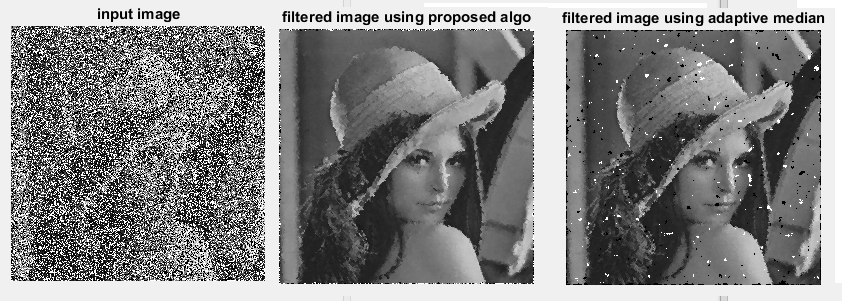 input image
filtered image using proposed algo
filtered image using adaptive median